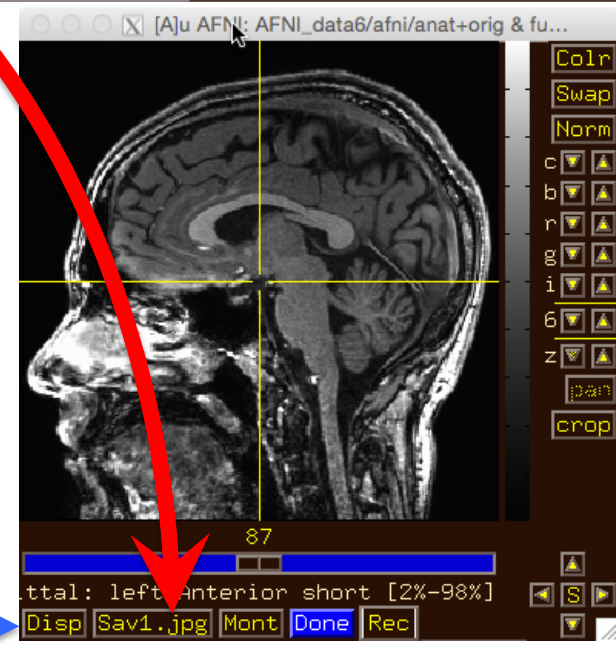 X [A]u AFNI: AFNI_data6/afni/anat+orig & fu...
Colr
Swap
Norm
c
b
r
g
i
6
z
pan
crop
87
ittal: left=Anterior short [2%-98%]
S
Disp Sav1.jpg Mont Done Rec